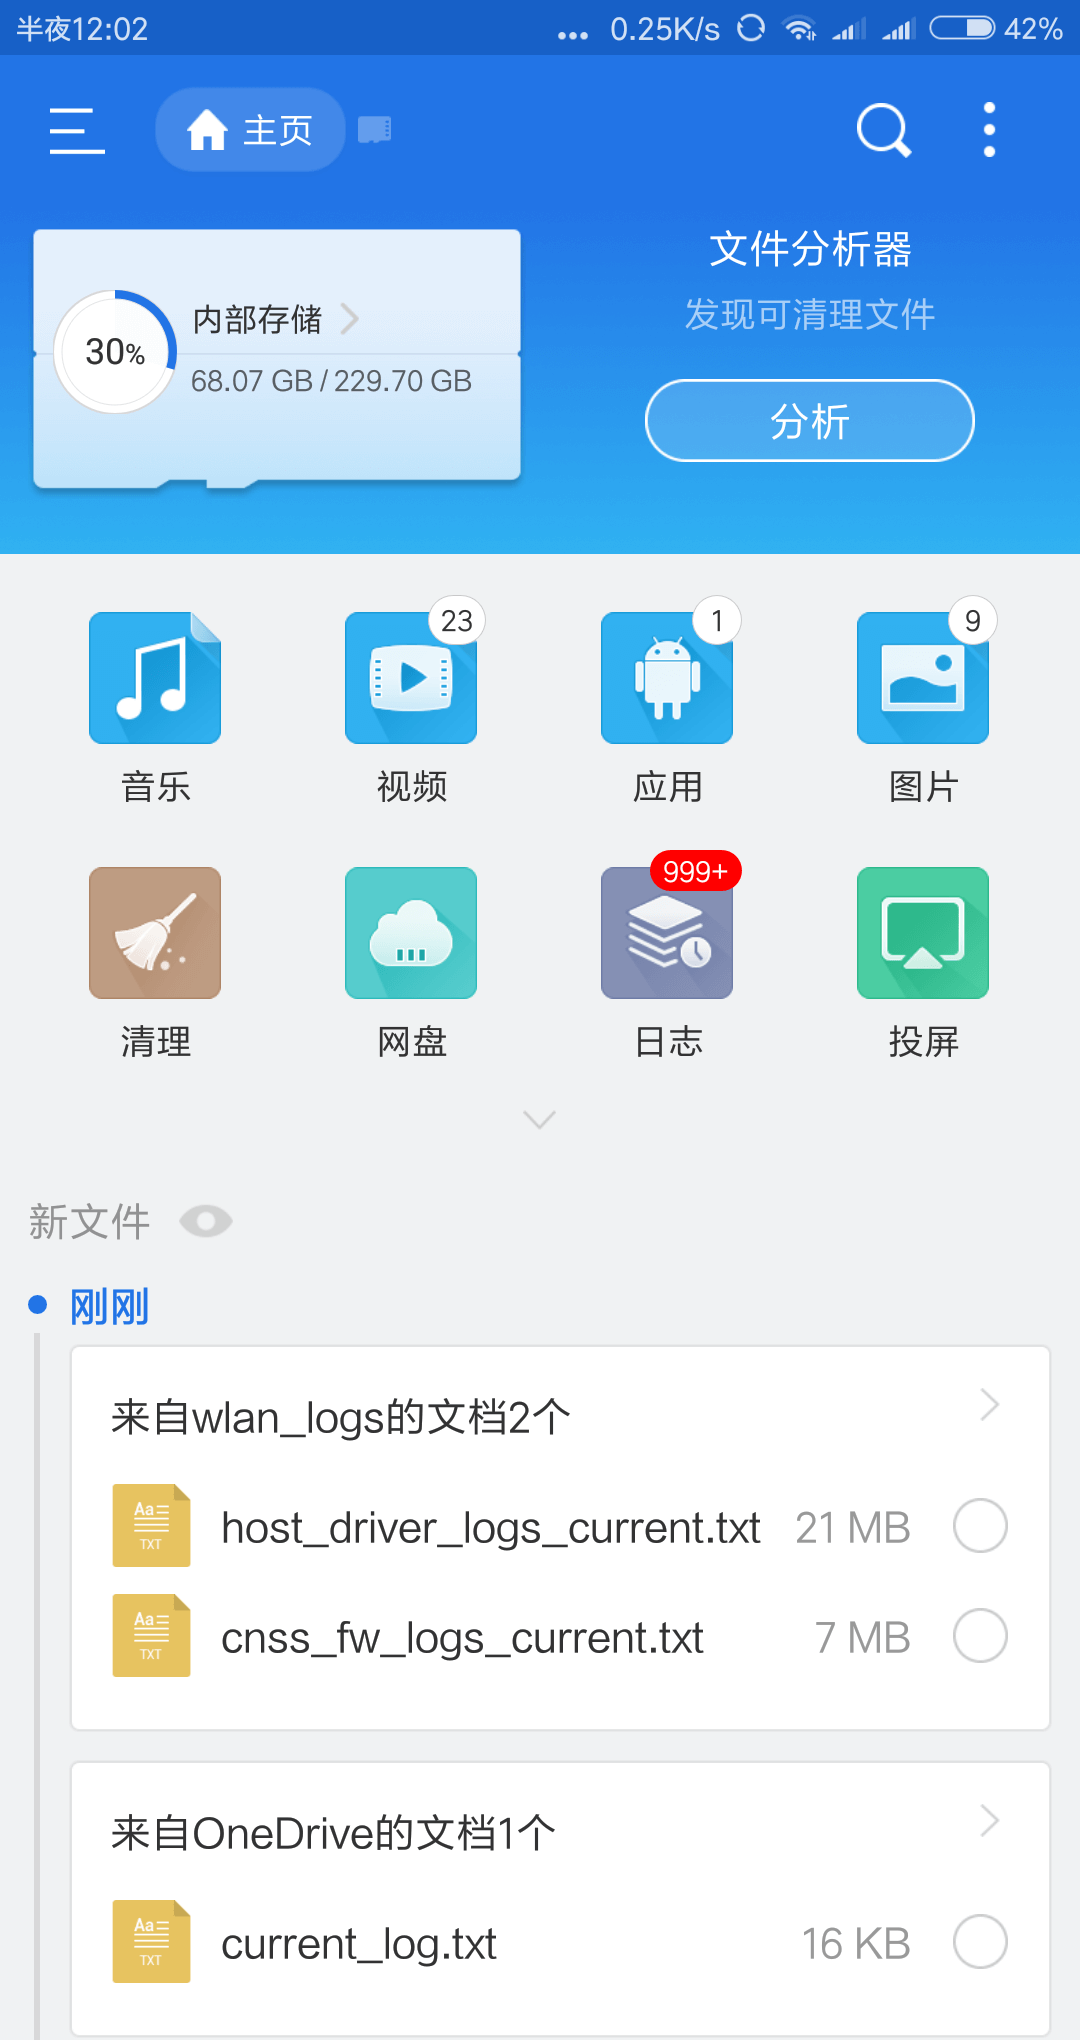 半夜12:02
... 0.25K/s 42%
主页
文件分析器
发现可清理文件
分析
内部存储
30%
68.07 GB / 229.70 GB
23
1
9
音乐
视频
应用
图片
999+
清理
网盘
日志
投屏
新文件
刚刚
来自wlan_logs的文档2个
Aa
TXT
host_driver_logs_current.txt 21 MB
Aa
TXT
cnss_fw_logs_current.txt 7 MB
来自OneDrive的文档1个
Aa
TXT
current_log.txt 16 KB